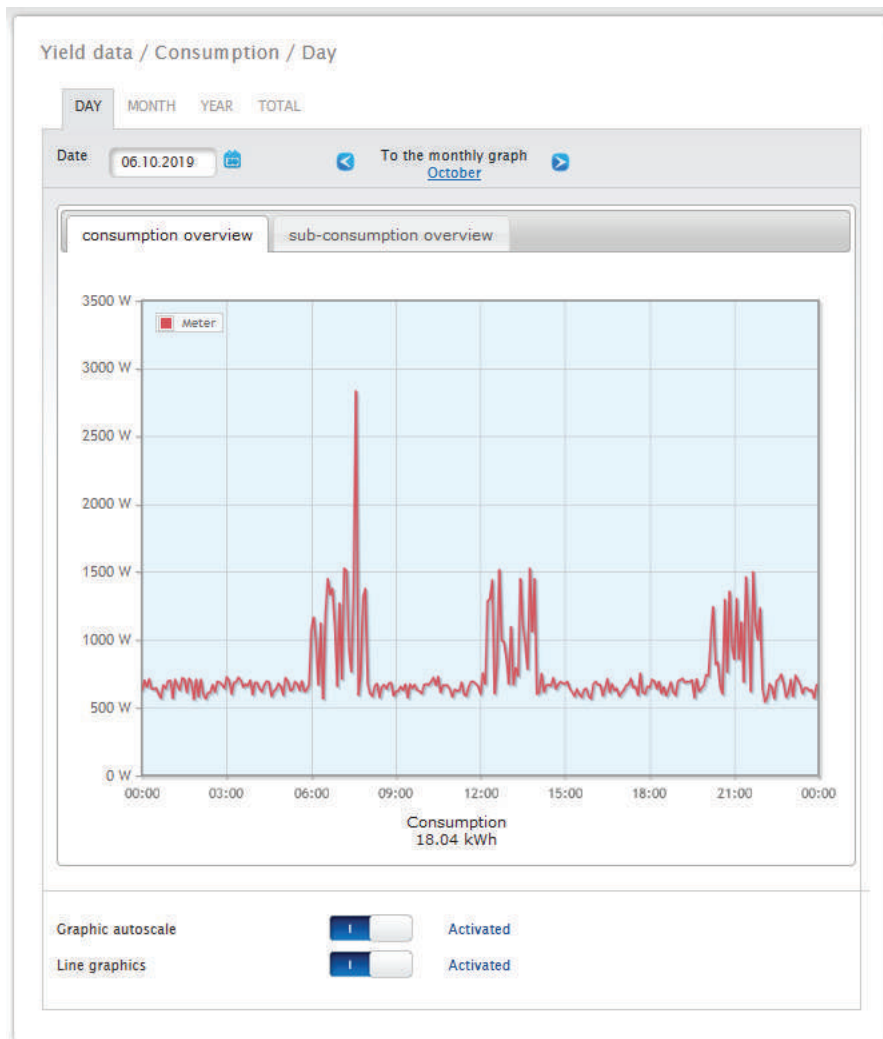 Yield data / Consumption / Day
DAY MONTH YEAR TOTAL
Date 06.10.2019 To the monthly graph
October
consumption overview sub-consumption overview
3500 W
Meter
3000 W
2500 W
2000 W
1500 W
1000 W
500 W
0 W
00:00 03:00 06:00 09:00 12:00 15:00 18:00 21:00 00:00
Consumption
18.04 kWh
Graphic autoscale I Activated
Line graphics I Activated